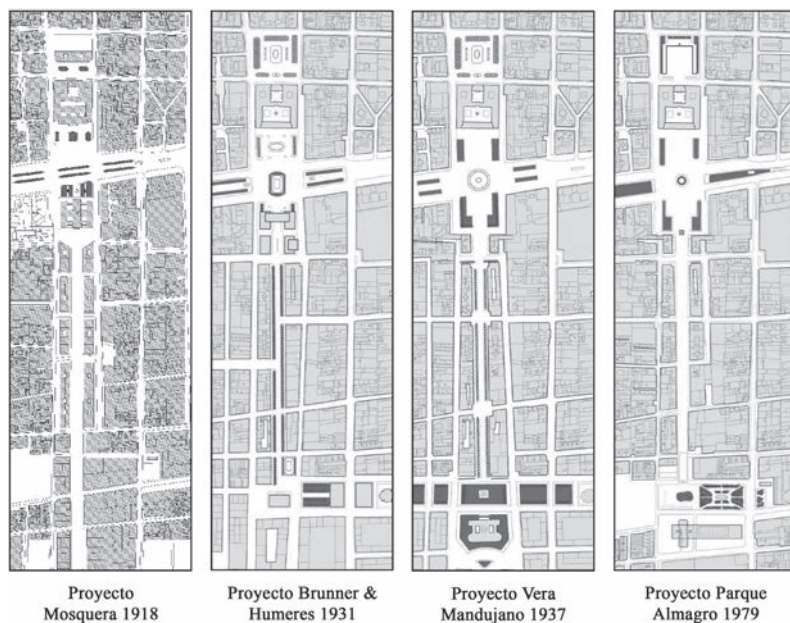 Proyecto
Mosquera 1918
Proyecto Brunner &
Humeres 1931
Proyecto Vera
Mandujano 1937
Proyecto Parque
Almagro 1979